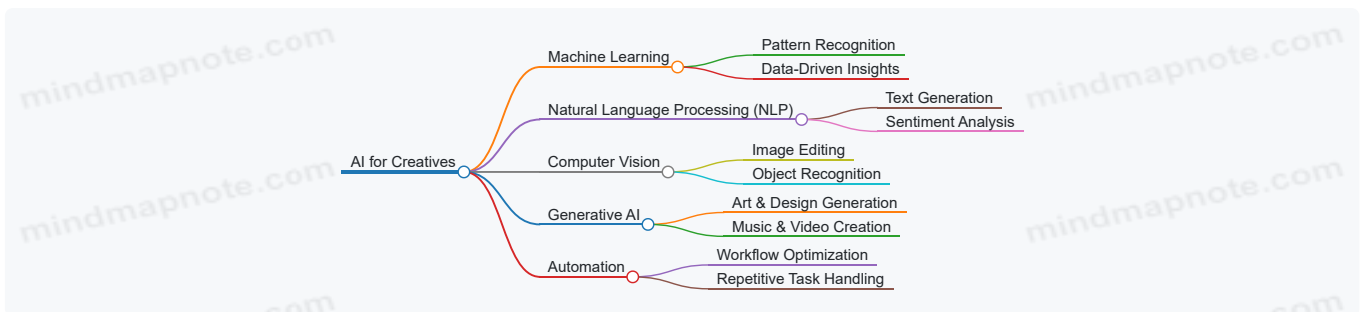 mindmapnote.com
mindmapnote.com
AI for Creatives
Machine Learning
Pattern Recognition
Data-Driven Insights
Natural Language Processing (NLP)
Text Generation
Sentiment Analysis
Computer Vision
Image Editing
Object Recognition
Generative AI
Art & Design Generation
Music & Video Creation
Automation
Workflow Optimization
Repetitive Task Handling
mindmapnote.com
mindmapnote.com
.com
.com